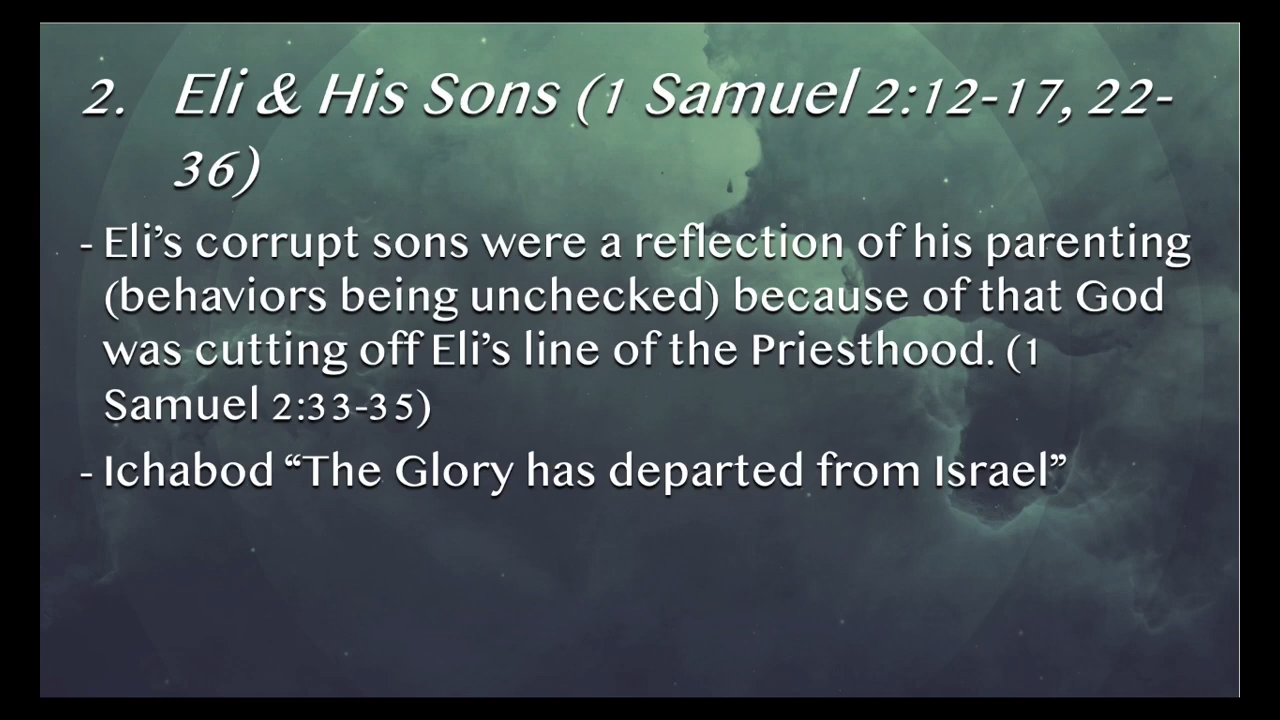 2. Eli & His Sons (1 Samuel 2:12-17, 22-
36)
- Eli’s corrupt sons were a reflection of his parenting
(behaviors being unchecked) because of that God
was cutting off Eli’s line of the Priesthood. (1
Samuel 2:33-35)
- Ichabod “The Glory has departed from Israel”